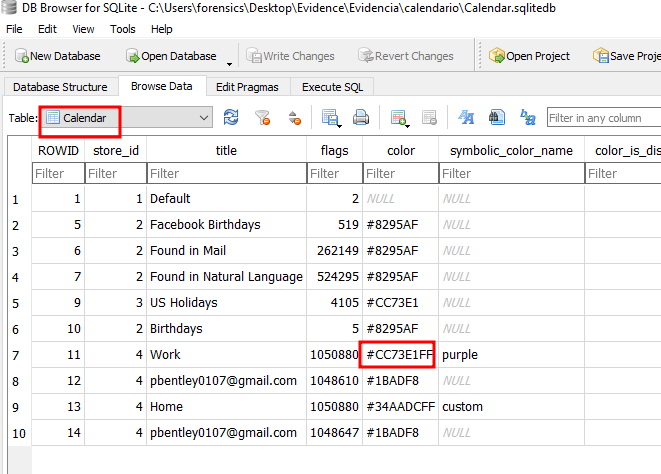 DB Browser for SQLite - C:\Users\forensics\Desktop\Evidence\Evidencia\calendario\Calendar.sqlitedb
File Edit View Tools Help
New Database Open Database Write Changes Revert Changes Open Project Save Proje
Database Structure Browse Data Edit Pragmas Execute SQL
Table: Calendar Filter in any column
ROWID store_id title flags color symbolic_color_name color_is_dis
Filter Filter Filter Filter Filter Filter Filter
1 1 1 Default 2 NULL NULL
2 5 2 Facebook Birthdays 519 #8295AF NULL
3 6 2 Found in Mail 262149 #8295AF NULL
4 7 2 Found in Natural Language 524295 #8295AF NULL
5 9 3 US Holidays 4105 #CC73E1 NULL
6 10 2 Birthdays 5 #8295AF NULL
7 11 4 Work 1050880 #CC73E1FF purple
8 12 4 pbentley0107@gmail.com 1048610 #1BADF8 NULL
9 13 4 Home 1050880 #34AADCFF custom
10 14 4 pbentley0107@gmail.com 1048647 #1BADF8 NULL